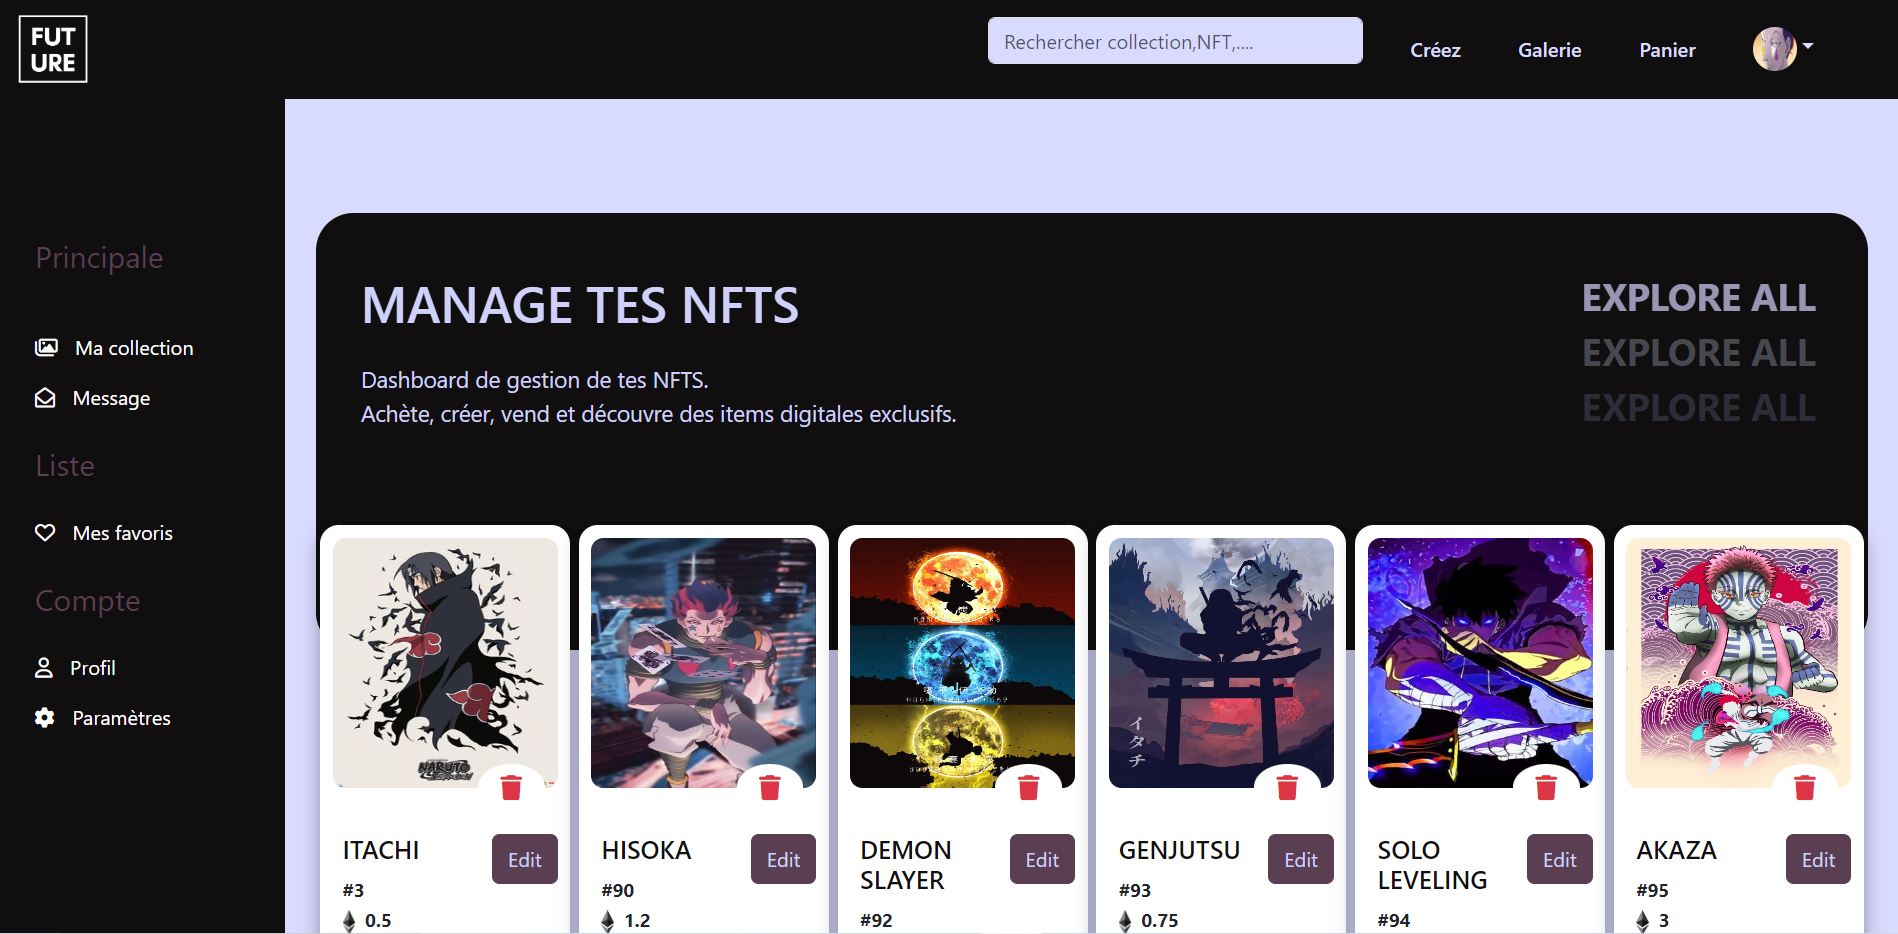 FUT
URE
Rechercher collection,NFT,....
Créez
Galerie
Panier
Principale
Ma collection
Message
Liste
Mes favoris
Compte
Profil
Paramètres
MANAGE TES NFTS
Dashboard de gestion de tes NFTS.
Achète, créer, vend et découvre des items digitales exclusifs.
EXPLORE ALL
EXPLORE ALL
EXPLORE ALL
NARUTO
イタチ
ITACHI
Edit
#3
0.5
HISOKA
Edit
#90
1.2
DEMON
SLAYER
Edit
#92
GENJUTSU
Edit
#93
0.75
SOLO
LEVELING
Edit
#94
AKAZA
Edit
#95
3